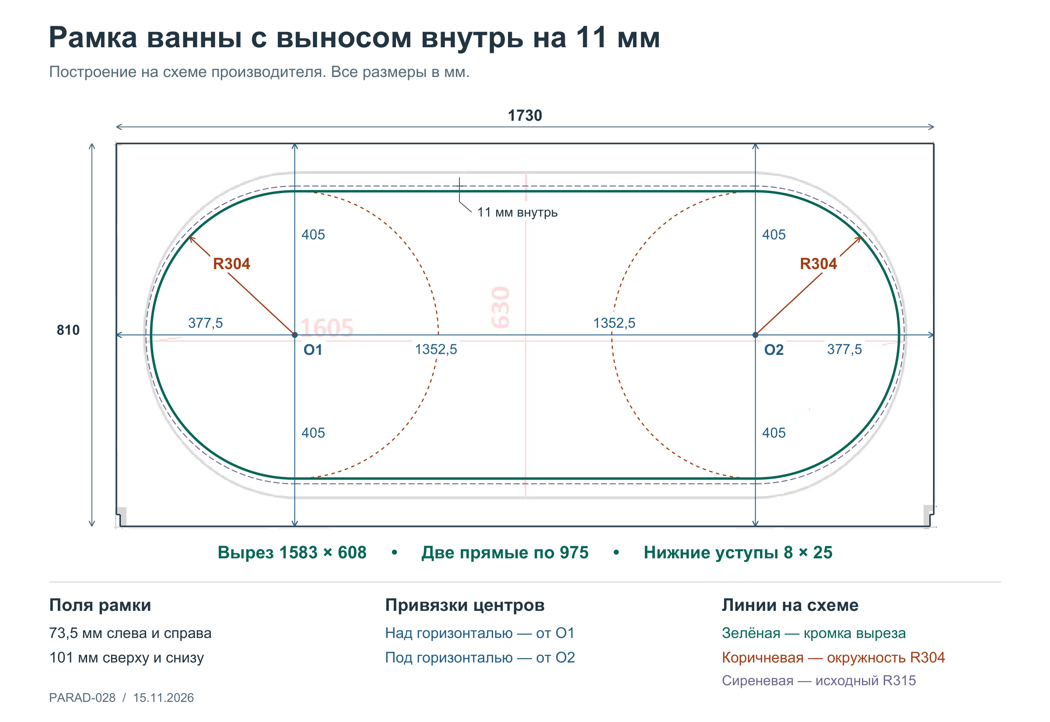 Рамка ванны с выносом внутрь на 11 мм
Построение на схеме производителя. Все размеры в мм.
1730
11 мм внутрь
405
405
R304
R304
630
377,5
1605
1352,5
810
O1
1352,5
O2
377,5
405
405
Вырез 1583 × 608 • Две прямые по 975 • Нижние уступы 8 × 25
Поля рамки
73,5 мм слева и справа
101 мм сверху и снизу
Привязки центров
Над горизонталью — от O1
Под горизонталью — от O2
Линии на схеме
Зелёная — кромка выреза
Коричневая — окружность R304
Сиреневая — исходный R315
PARAD-028 / 15.11.2026